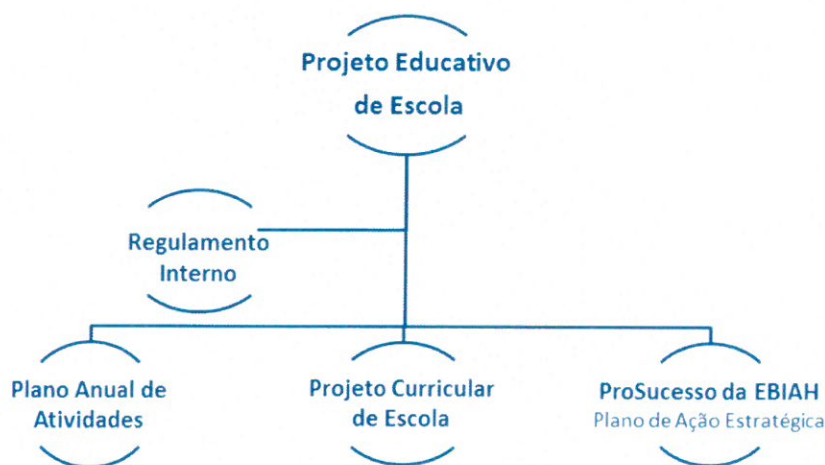 Projeto Educativo
de Escola
Regulamento
Interno
Plano Anual de
Atividades
Projeto Curricular
de Escola
ProSucesso da EBIAH
Plano de Ação Estratégica